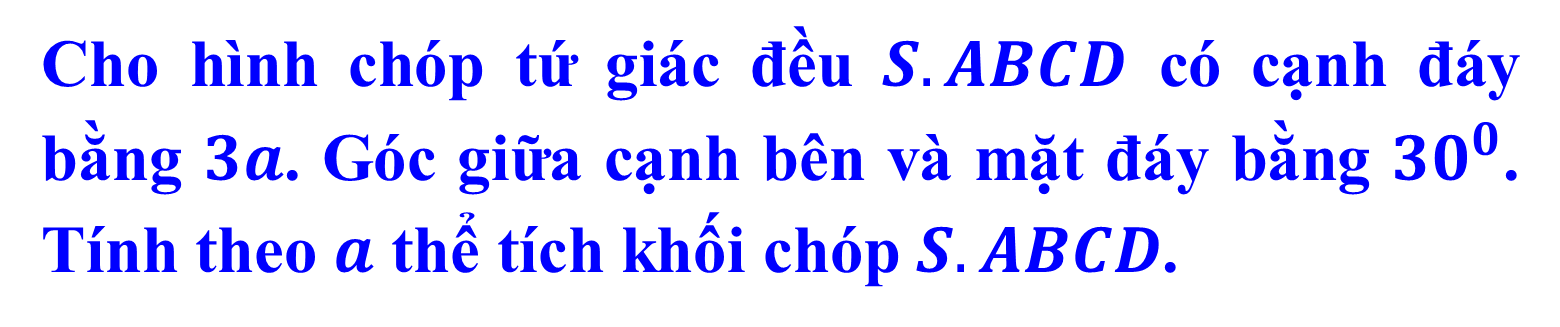 Cho hình chóp tứ giác đều S.ABCD có cạnh đáy
bằng 3a. Góc giữa cạnh bên và mặt đáy bằng 30⁰.
Tính theo a thể tích khối chóp S.ABCD.